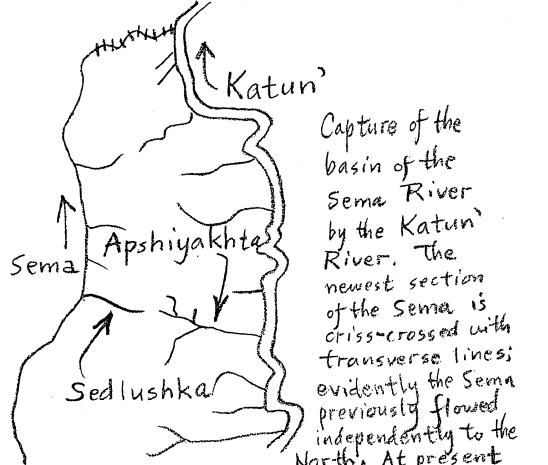 Katun'
Capture of the
basin of the
Sema River
by the Katun'
River. The
newest section
of the Sema is
criss-crossed with
transverse lines;
evidently the Sema
previously flowed
independently to the
North. At present
Apshiyakhta
Sema
Sedlushka